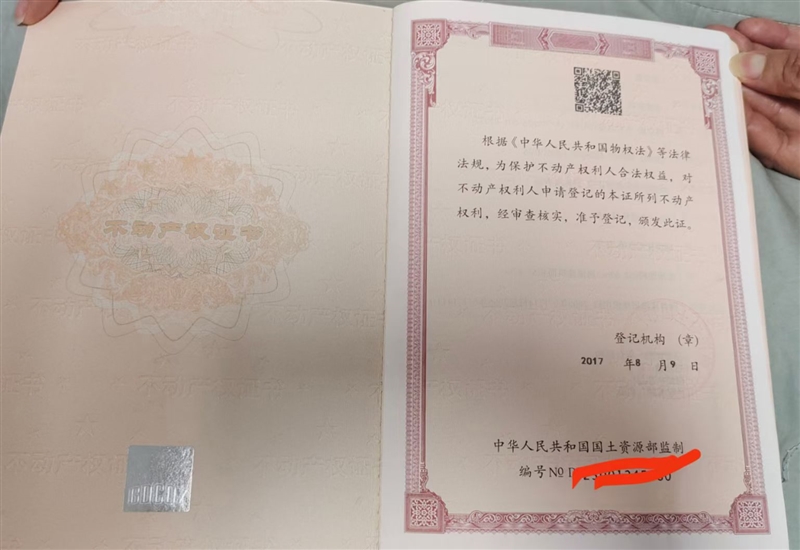 不动产权证书
根据《中华人民共和国物权法》等法律
法规，为保护不动产权利人合法权益，对
不动产权利人申请登记的本证所列不动产
权利，经审查核实，准予登记，颁发此证。
登记机构 （章）
2017 年 8 月 9 日
中华人民共和国国土资源部监制
编号 №